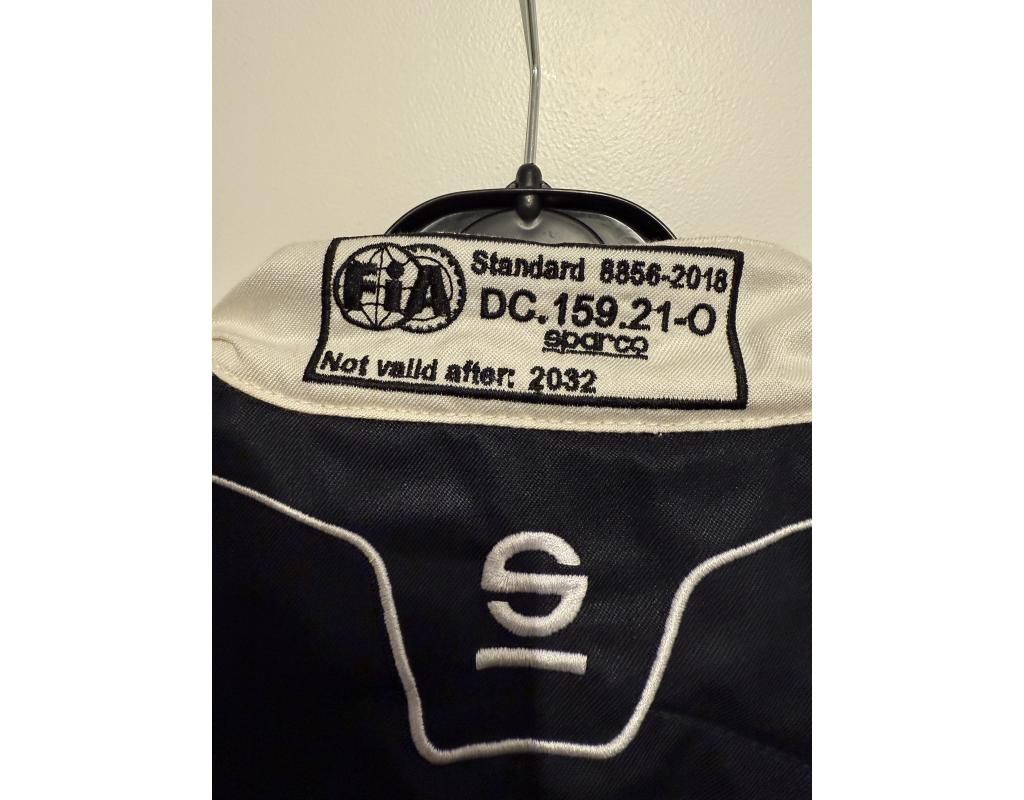 FiA
Standard 8856-2018
DC.159.21-O
sparco
Not valid after: 2032
S